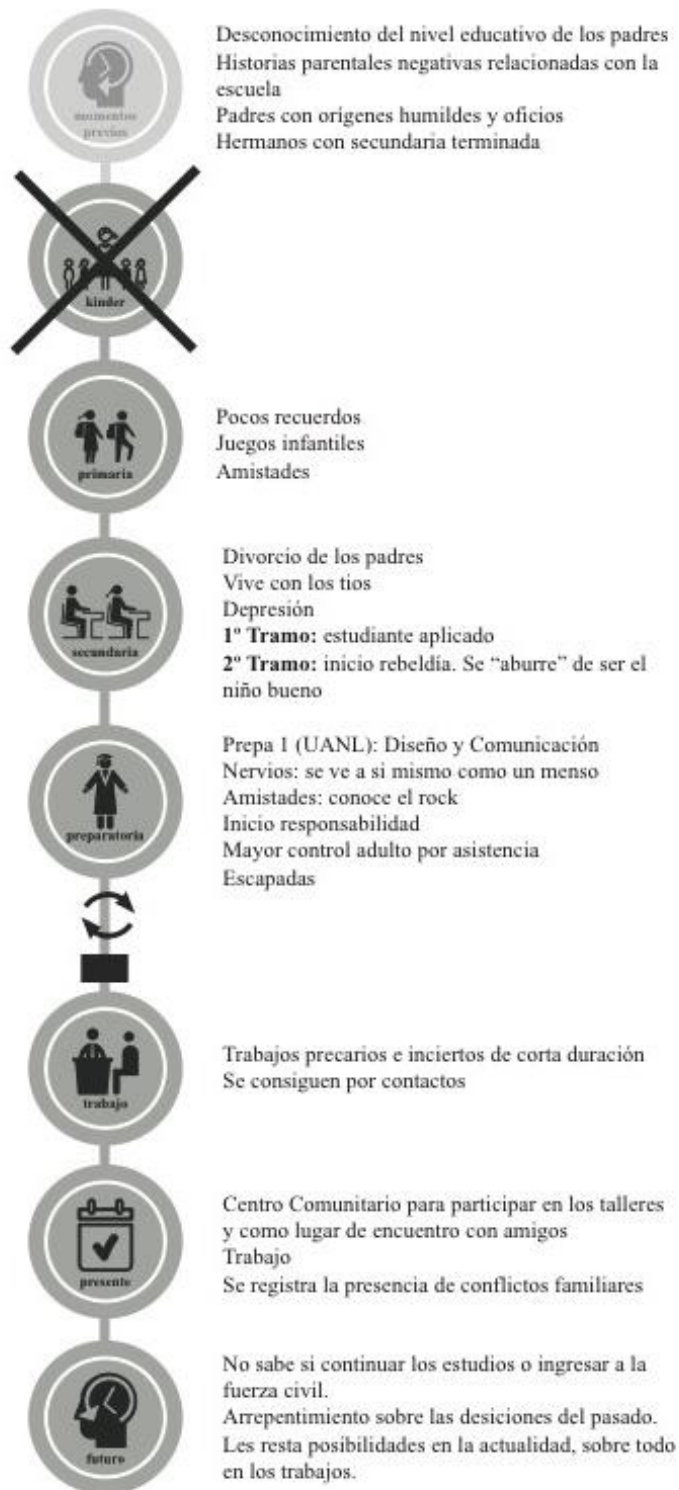 momentos
previos
Desconocimiento del nivel educativo de los padres
Historias parentales negativas relacionadas con la
escuela
Padres con orígenes humildes y oficios
Hermanos con secundaria terminada
kinder
primaria
Pocos recuerdos
Juegos infantiles
Amistades
secundaria
Divorcio de los padres
Vive con los tios
Depresión
1º Tramo: estudiante aplicado
2º Tramo: inicio rebeldía. Se “aburre” de ser el
niño bueno
preparatoria
Prepa 1 (UANL): Diseño y Comunicación
Nervios: se ve a si mismo como un menso
Amistades: conoce el rock
Inicio responsabilidad
Mayor control adulto por asistencia
Escapadas
trabajo
Trabajos precarios e inciertos de corta duración
Se consiguen por contactos
presente
Centro Comunitario para participar en los talleres
y como lugar de encuentro con amigos
Trabajo
Se registra la presencia de conflictos familiares
futuro
No sabe si continuar los estudios o ingresar a la
fuerza civil.
Arrepentimiento sobre las desiciones del pasado.
Les resta posibilidades en la actualidad, sobre todo
en los trabajos.